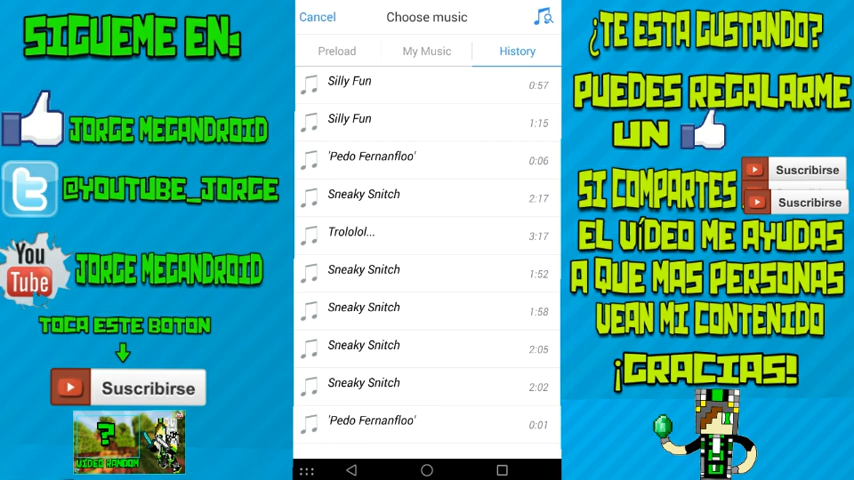 SIGUEME EN:
JORGE MEGANDROID
@YOUTUBE_JORGE
You
Tube
JORGE MEGANDROID
TOCA ESTE BOTON
Suscribirse
?
VIDEO RANDOM
Cancel
Choose music
Preload
My Music
History
Silly Fun
0:57
Silly Fun
1:15
'Pedo Fernanfloo'
0:06
Sneaky Snitch
2:17
Trololol...
3:17
Sneaky Snitch
1:52
Sneaky Snitch
1:58
Sneaky Snitch
2:05
Sneaky Snitch
2:02
'Pedo Fernanfloo'
0:01
¿TE ESTA GUSTANDO?
PUEDES REGALARME
UN
SI COMPARTES
Suscribirse
Suscribirse
EL VÍDEO ME AYUDAS
A QUE MAS PERSONAS
VEAN MI CONTENIDO
¡GRACIAS!